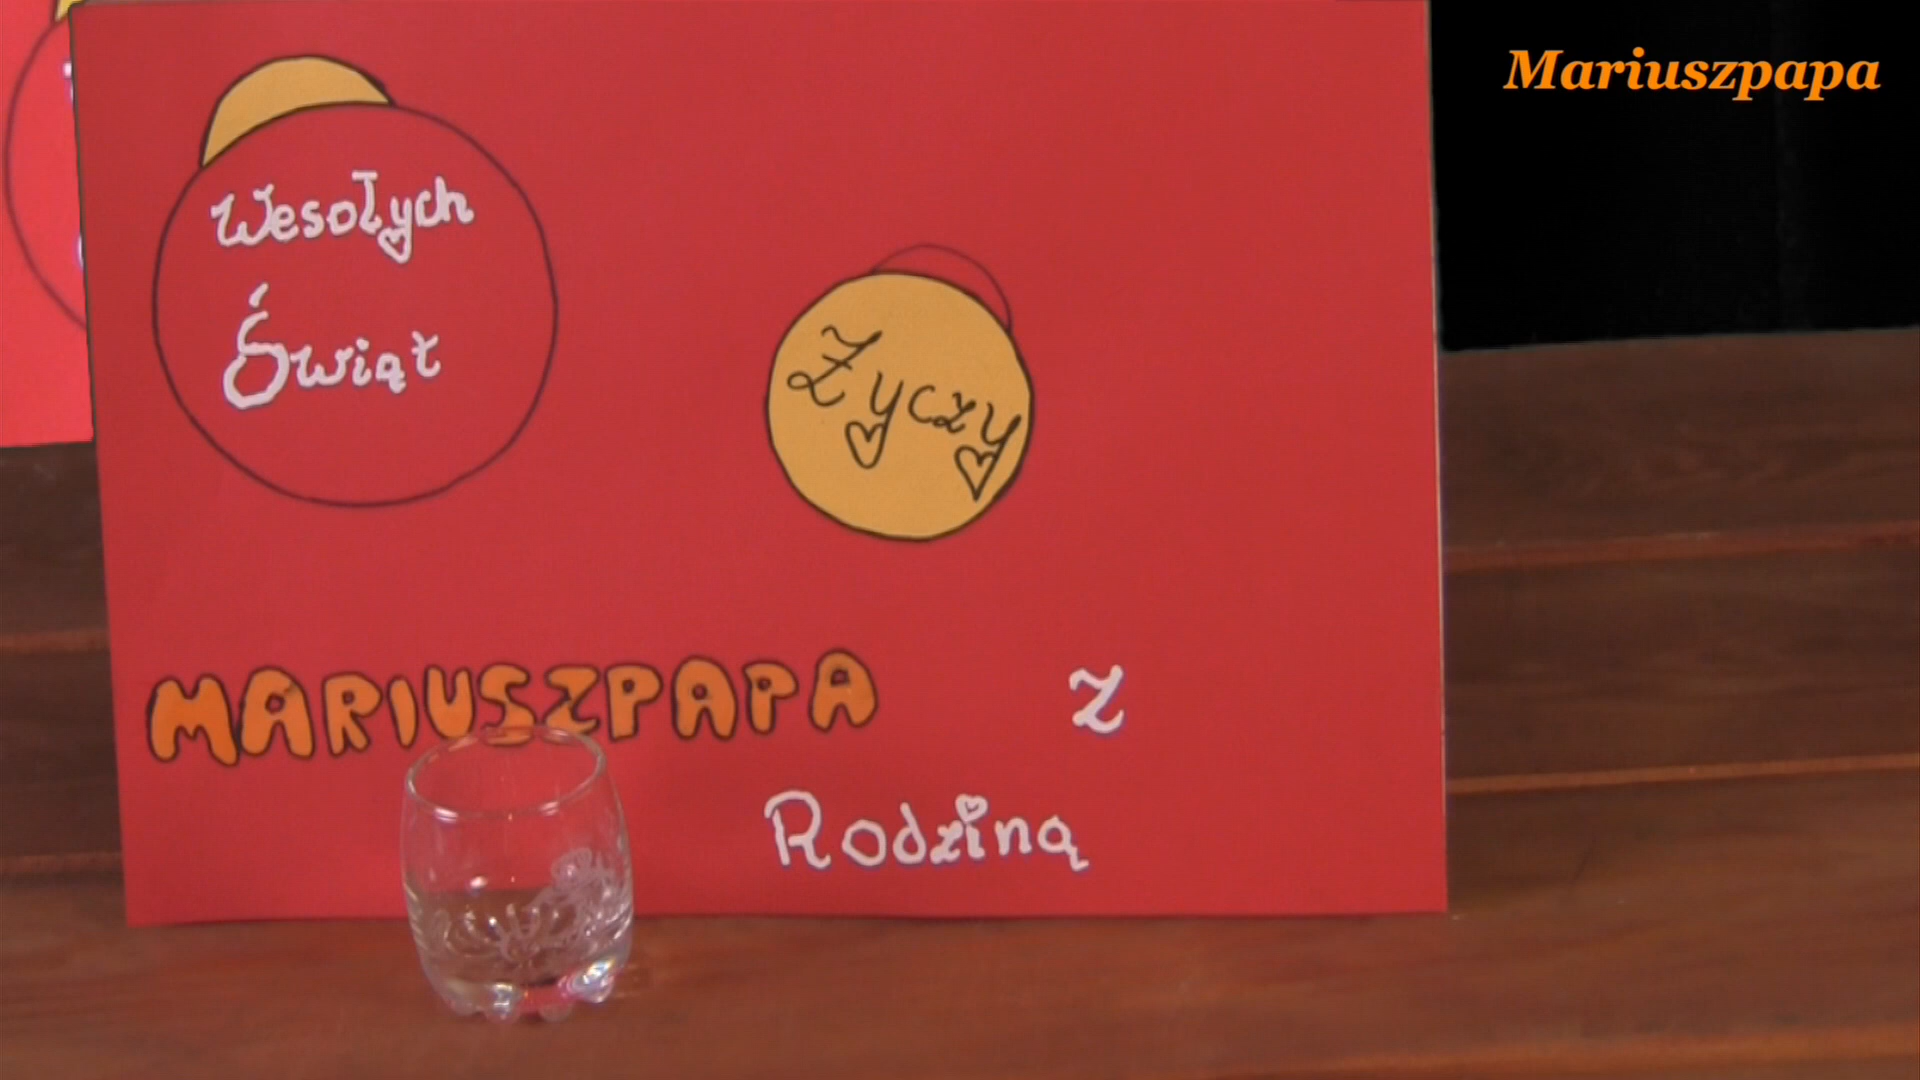 Mariuszpapa
Wesołych
Świąt
Życzy
MARIUSZPAPA z
Rodziną